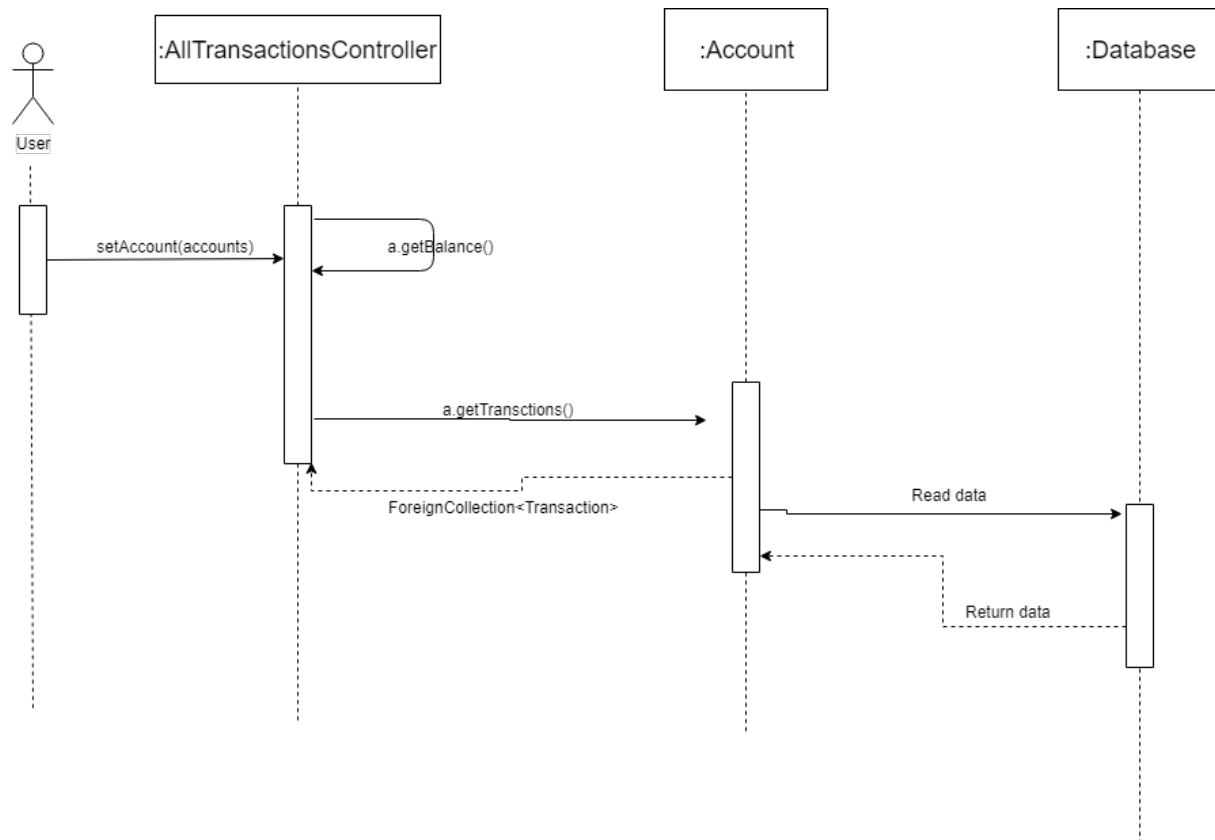 :AllTransactionsController
:Account
:Database
User
setAccount(accounts)
a.getBalance()
a.getTransctions()
ForeignCollection<Transaction>
Read data
Return data